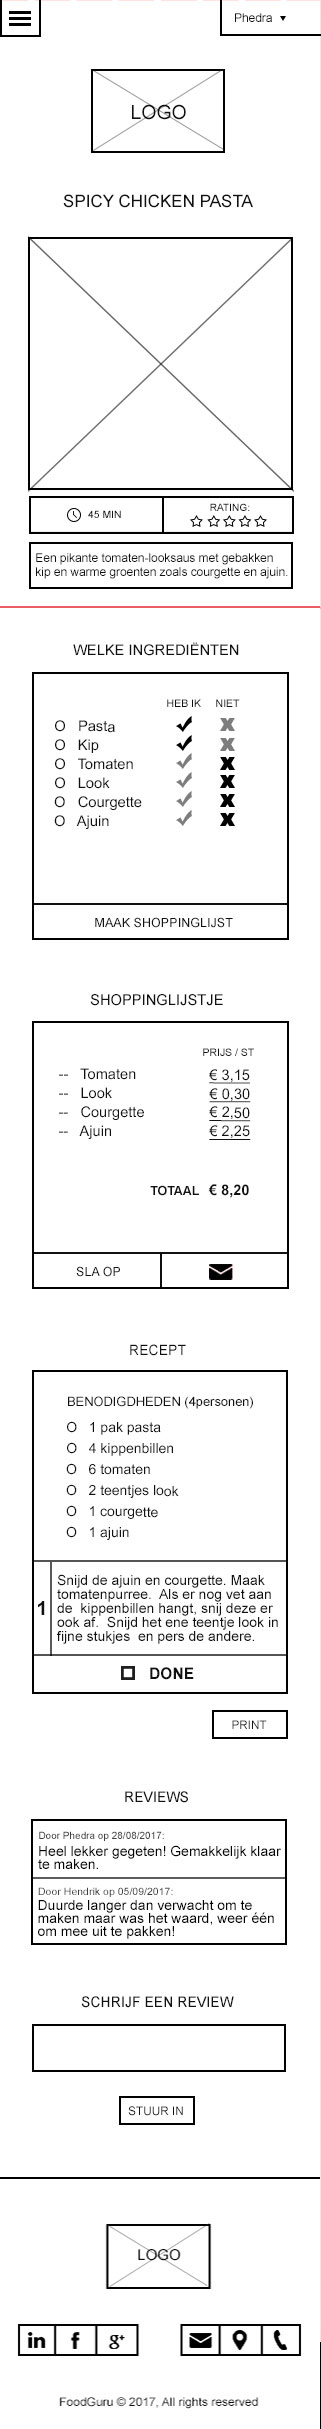 Phedra ▼
LOGO
SPICY CHICKEN PASTA
45 MIN
RATING:
Een pikante tomaten-looksaus met gebakken
kip en warme groenten zoals courgette en ajuin.
WELKE INGREDIËNTEN
HEB IK NIET
O Pasta
O Kip
O Tomaten
O Look
O Courgette
O Ajuin
MAAK SHOPPINGLIJST
SHOPPINGLIJSTJE
PRIJS / ST
-- Tomaten € 3,15
-- Look € 0,30
-- Courgette € 2,50
-- Ajuin € 2,25
TOTAAL € 8,20
SLA OP
RECEPT
BENODIGDHEDEN (4personen)
O 1 pak pasta
O 4 kippenbillen
O 6 tomaten
O 2 teentjes look
O 1 courgette
O 1 ajuin
1
Snijd de ajuin en courgette. Maak
tomatenpurree. Als er nog vet aan
de kippenbillen hangt, snij deze er
ook af. Snijd het ene teentje look in
fijne stukjes en pers de andere.
DONE
PRINT
REVIEWS
Door Phedra op 28/08/2017:
Heel lekker gegeten! Gemakkelijk klaar
te maken.
Door Hendrik op 05/09/2017:
Duurde langer dan verwacht om te
maken maar was het waard, weer één
om mee uit te pakken!
SCHRIJF EEN REVIEW
STUUR IN
LOGO
in f g+
FoodGuru © 2017, All rights reserved